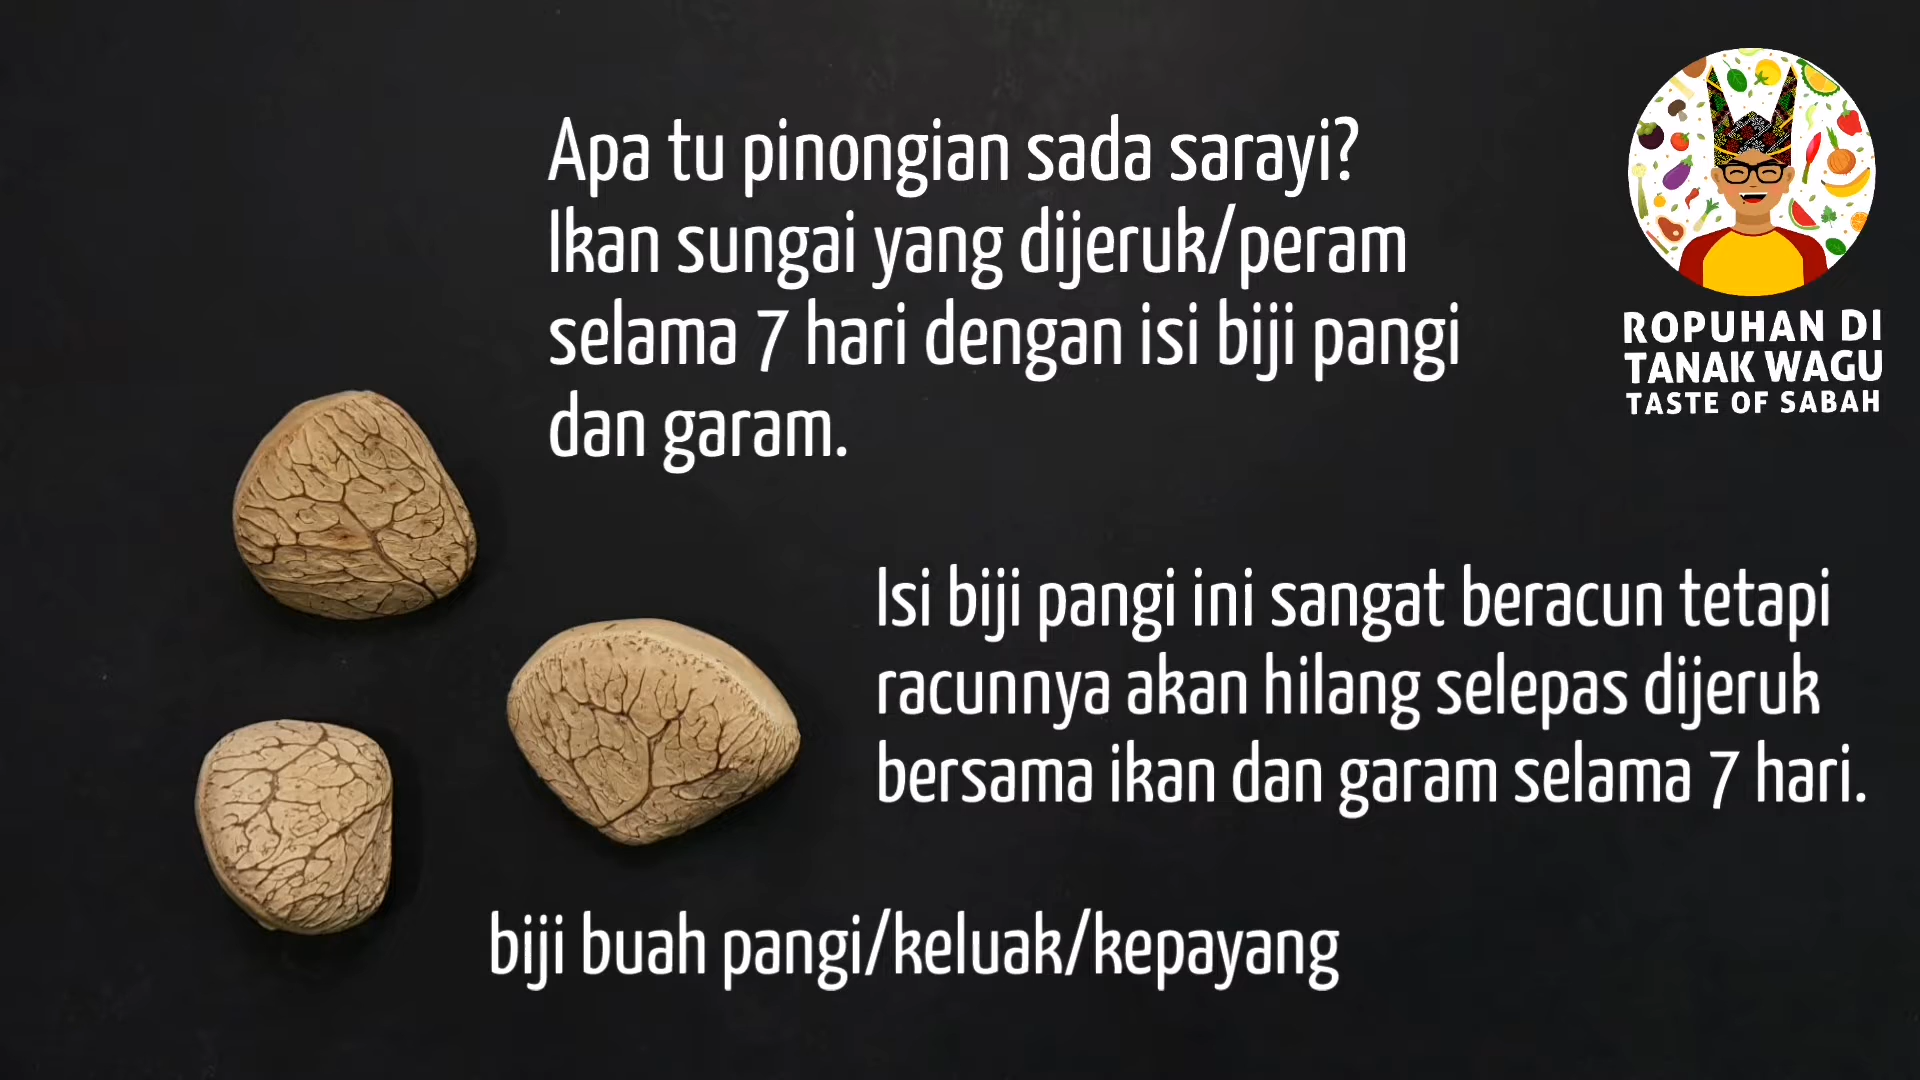 Apa tu pinongian sada sarayi?
Ikan sungai yang dijeruk/peram
selama 7 hari dengan isi biji pangi
dan garam.
ROPUHAN DI
TANAK WAGU
TASTE OF SABAH
Isi biji pangi ini sangat beracun tetapi
racunnya akan hilang selepas dijeruk
bersama ikan dan garam selama 7 hari.
biji buah pangi/keluak/kepayang